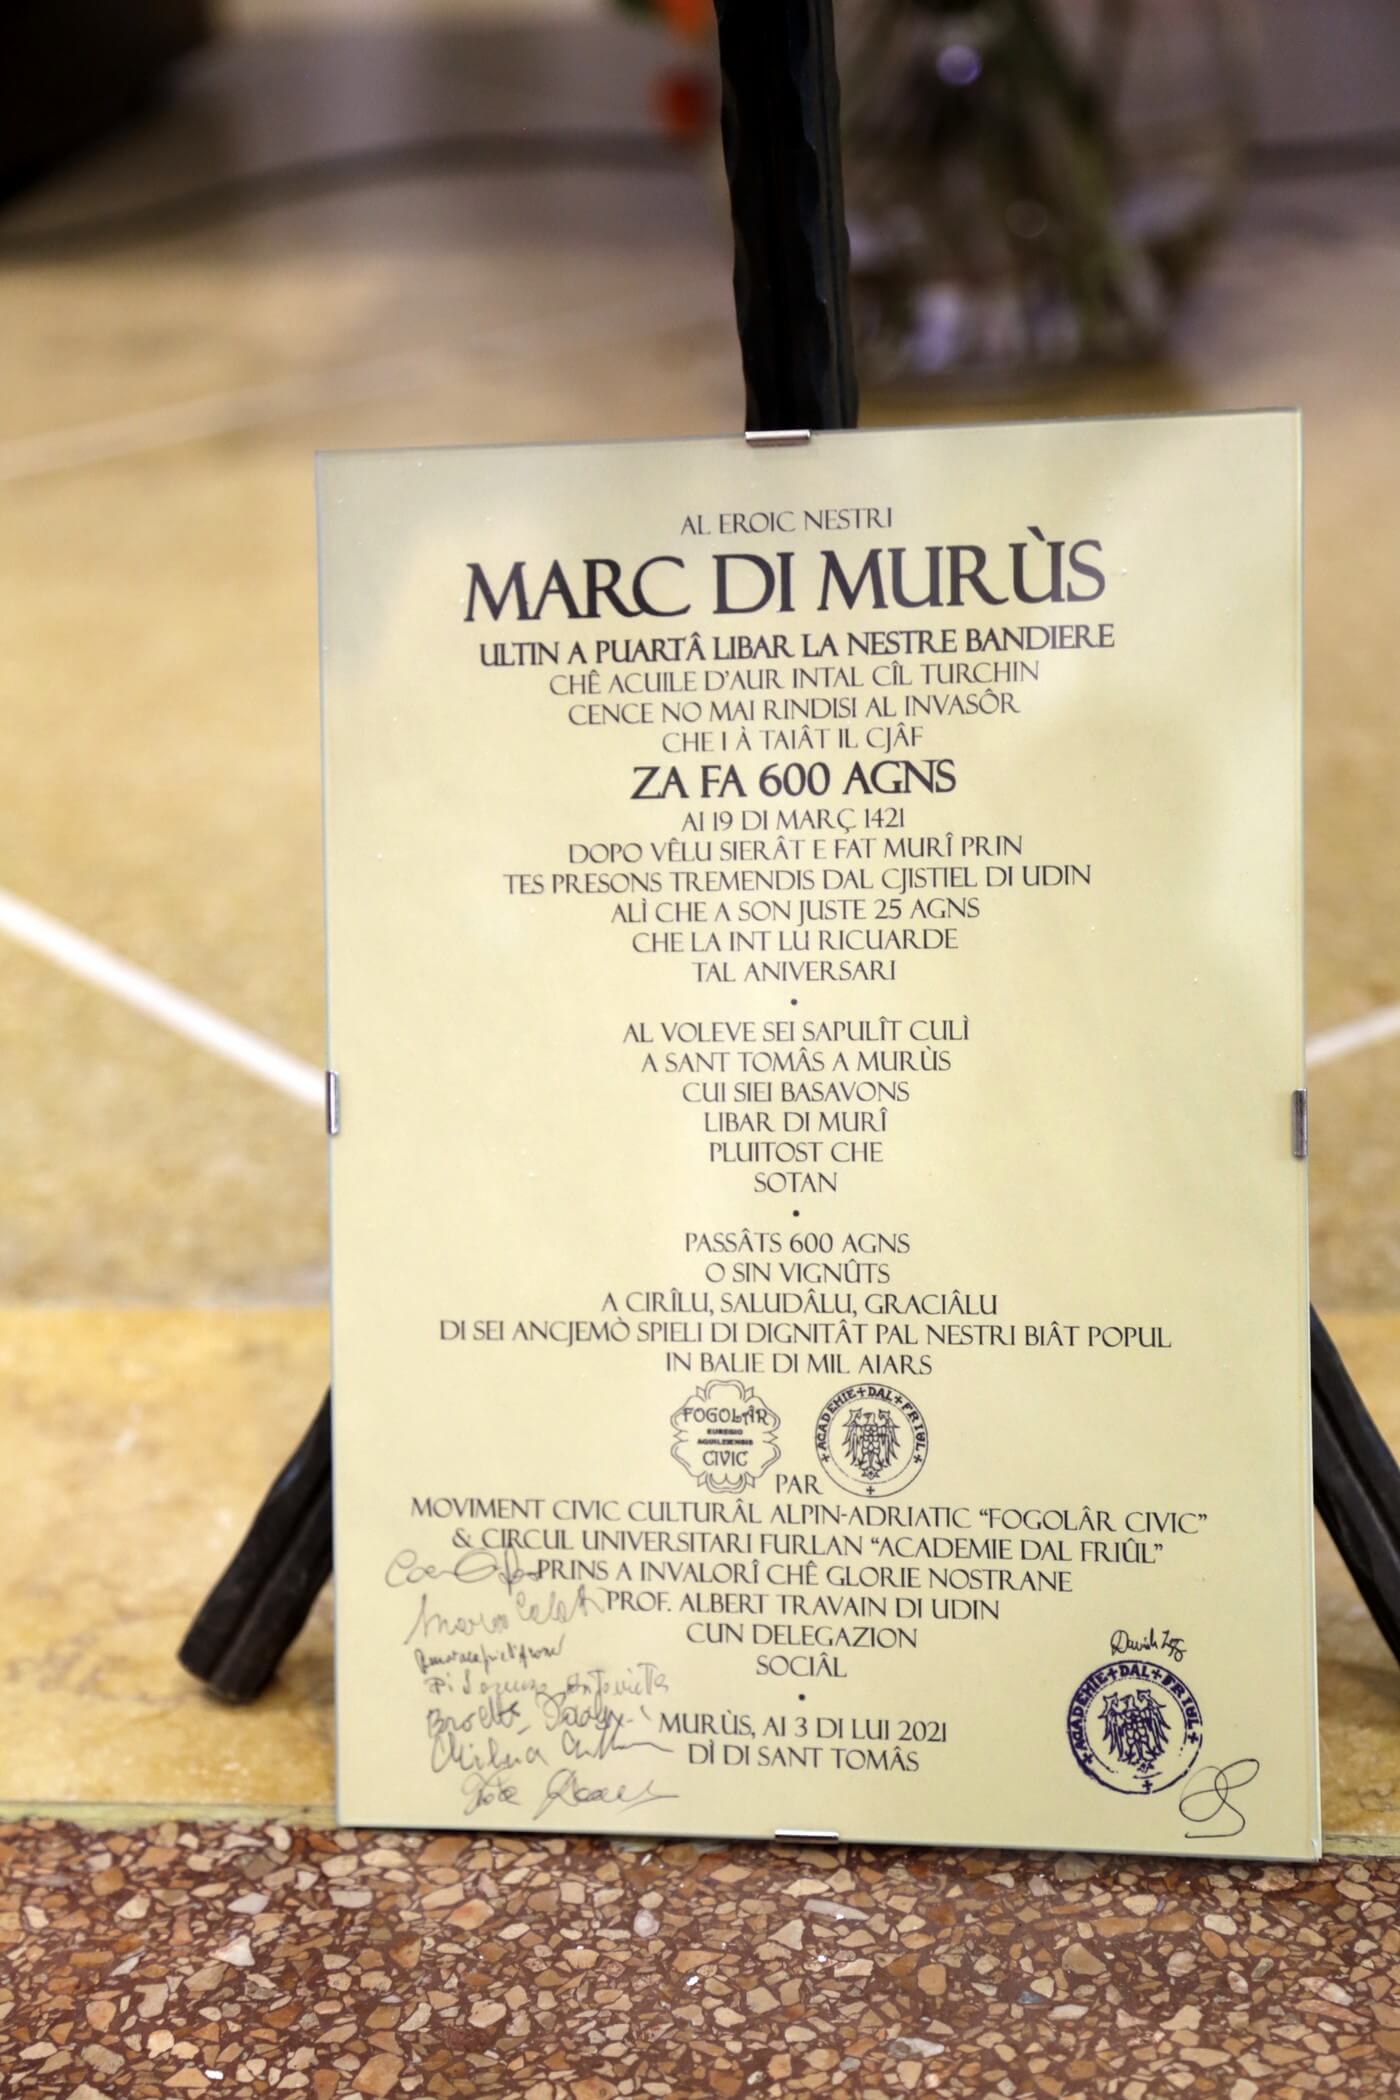 AL EROIC NESTRI
MARC DI MURÙS
ULTIN A PUARTÂ LIBAR LA NESTRE BANDIERE
CHÊ ACUILE D'AUR INTAL CÎL TURCHIN
CENCE NO MAI RINDISI AL INVASÔR
CHE I À TAIÂT IL CJÂF
ZA FA 600 AGNS
AI 19 DI MARÇ 1421
DOPO VÊLU SIERÂT E FAT MURÎ PRIN
TES PRESONS TREMENDIS DAL CJISTIEL DI UDIN
ALÌ CHE A SON JUSTE 25 AGNS
CHE LA INT LU RICUARDE
TAL ANIVERSARI
•
AL VOLEVE SEI SAPULÎT CULÌ
A SANT TOMÂS A MURÙS
CUI SIEI BASAVONS
LIBAR DI MURÎ
PLUITOST CHE
SOTAN
•
PASSÂTS 600 AGNS
O SIN VIGNÛTS
A CIRÎLU, SALUDÂLU, GRACIÂLU
DI SEI ANCJEMÒ SPIELI DI DIGNITÂT PAL NESTRI BIÂT POPUL
IN BALIE DI MIL AIARS
FOGOLÂR
EUREGIO
AQUILEIENSIS
CIVIC
ACADEMIE + DAL + FRIÛL
PAR
MOVIMENT CIVIC CULTURÂL ALPIN-ADRIATIC "FOGOLÂR CIVIC"
& CIRCUL UNIVERSITARI FURLAN "ACADEMIE DAL FRIÛL"
PRINS A INVALORÎ CHÊ GLORIE NOSTRANE
PROF. ALBERT TRAVAIN DI UDIN
CUN DELEGAZION
SOCIÂL
•
MURÙS, AI 3 DI LUI 2021
DÌ DI SANT TOMÂS
ACADEMIE + DAL + FRIÛL